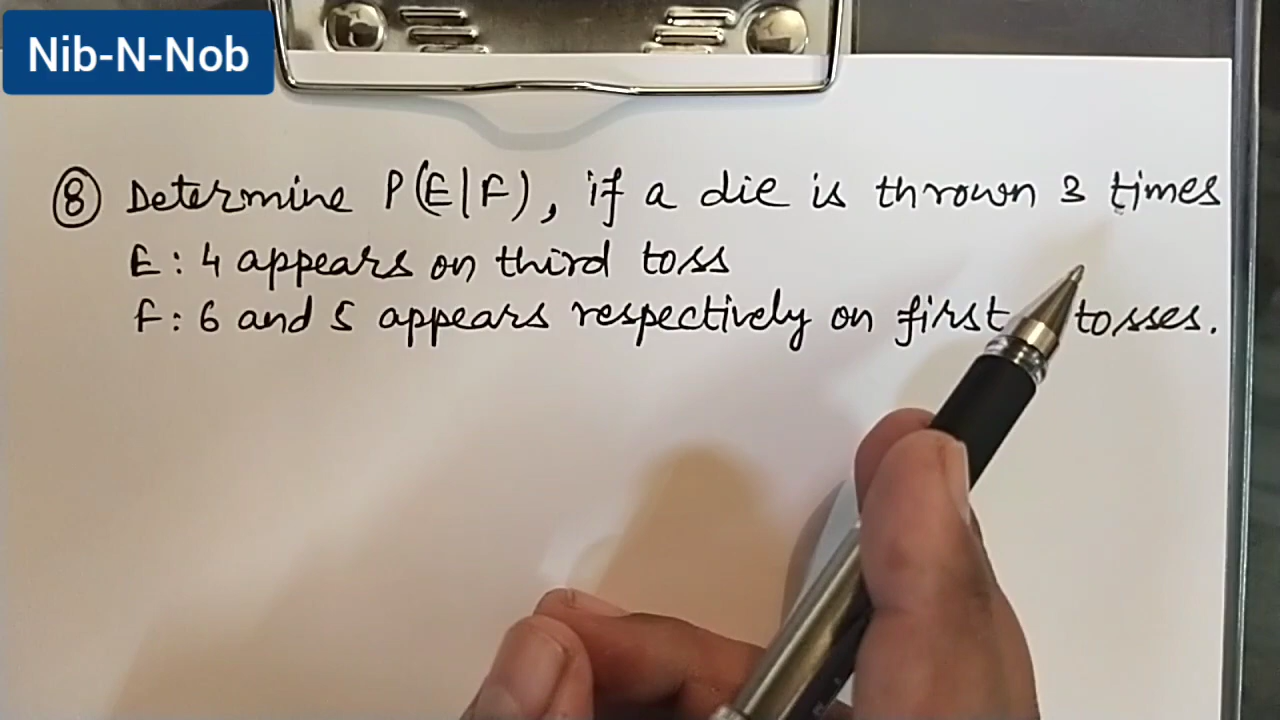 Nib-N-Nob
⑧ Determine P(E|F), if a die is thrown 3 times
E: 4 appears on third toss
F: 6 and 5 appears respectively on first tosses.